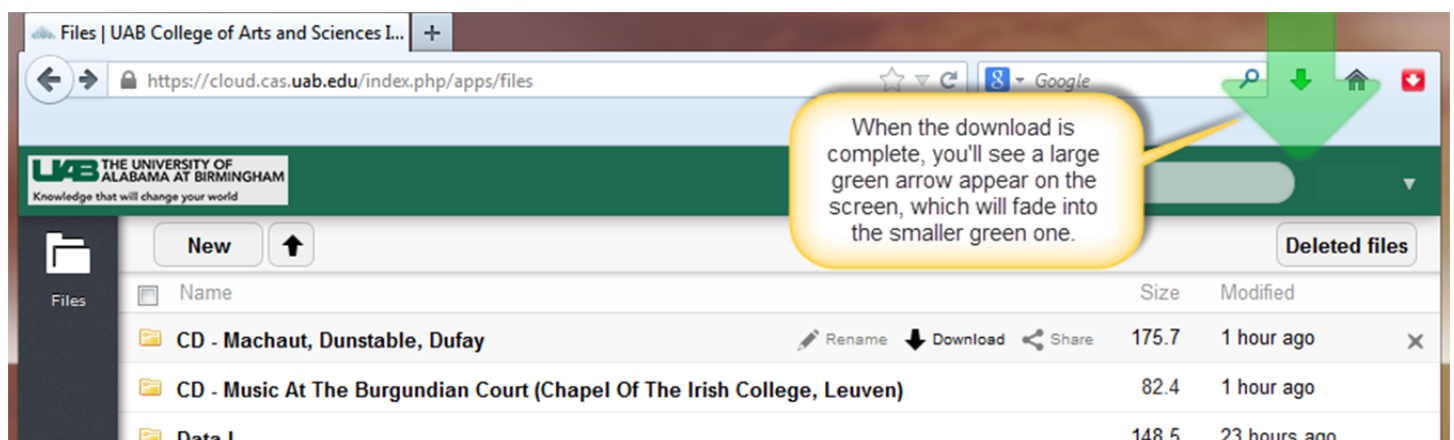 Files | UAB College of Arts and Sciences I... +
https://cloud.cas.uab.edu/index.php/apps/files
8 Google
When the download is
complete, you'll see a large
green arrow appear on the
screen, which will fade into
the smaller green one.
UAB THE UNIVERSITY OF
ALABAMA AT BIRMINGHAM
Knowledge that will change your world
New
Deleted files
Files
Name Size Modified
CD - Machaut, Dunstable, Dufay Rename Download Share 175.7 1 hour ago
CD - Music At The Burgundian Court (Chapel Of The Irish College, Leuven) 82.4 1 hour ago
148.5 23 hours ago